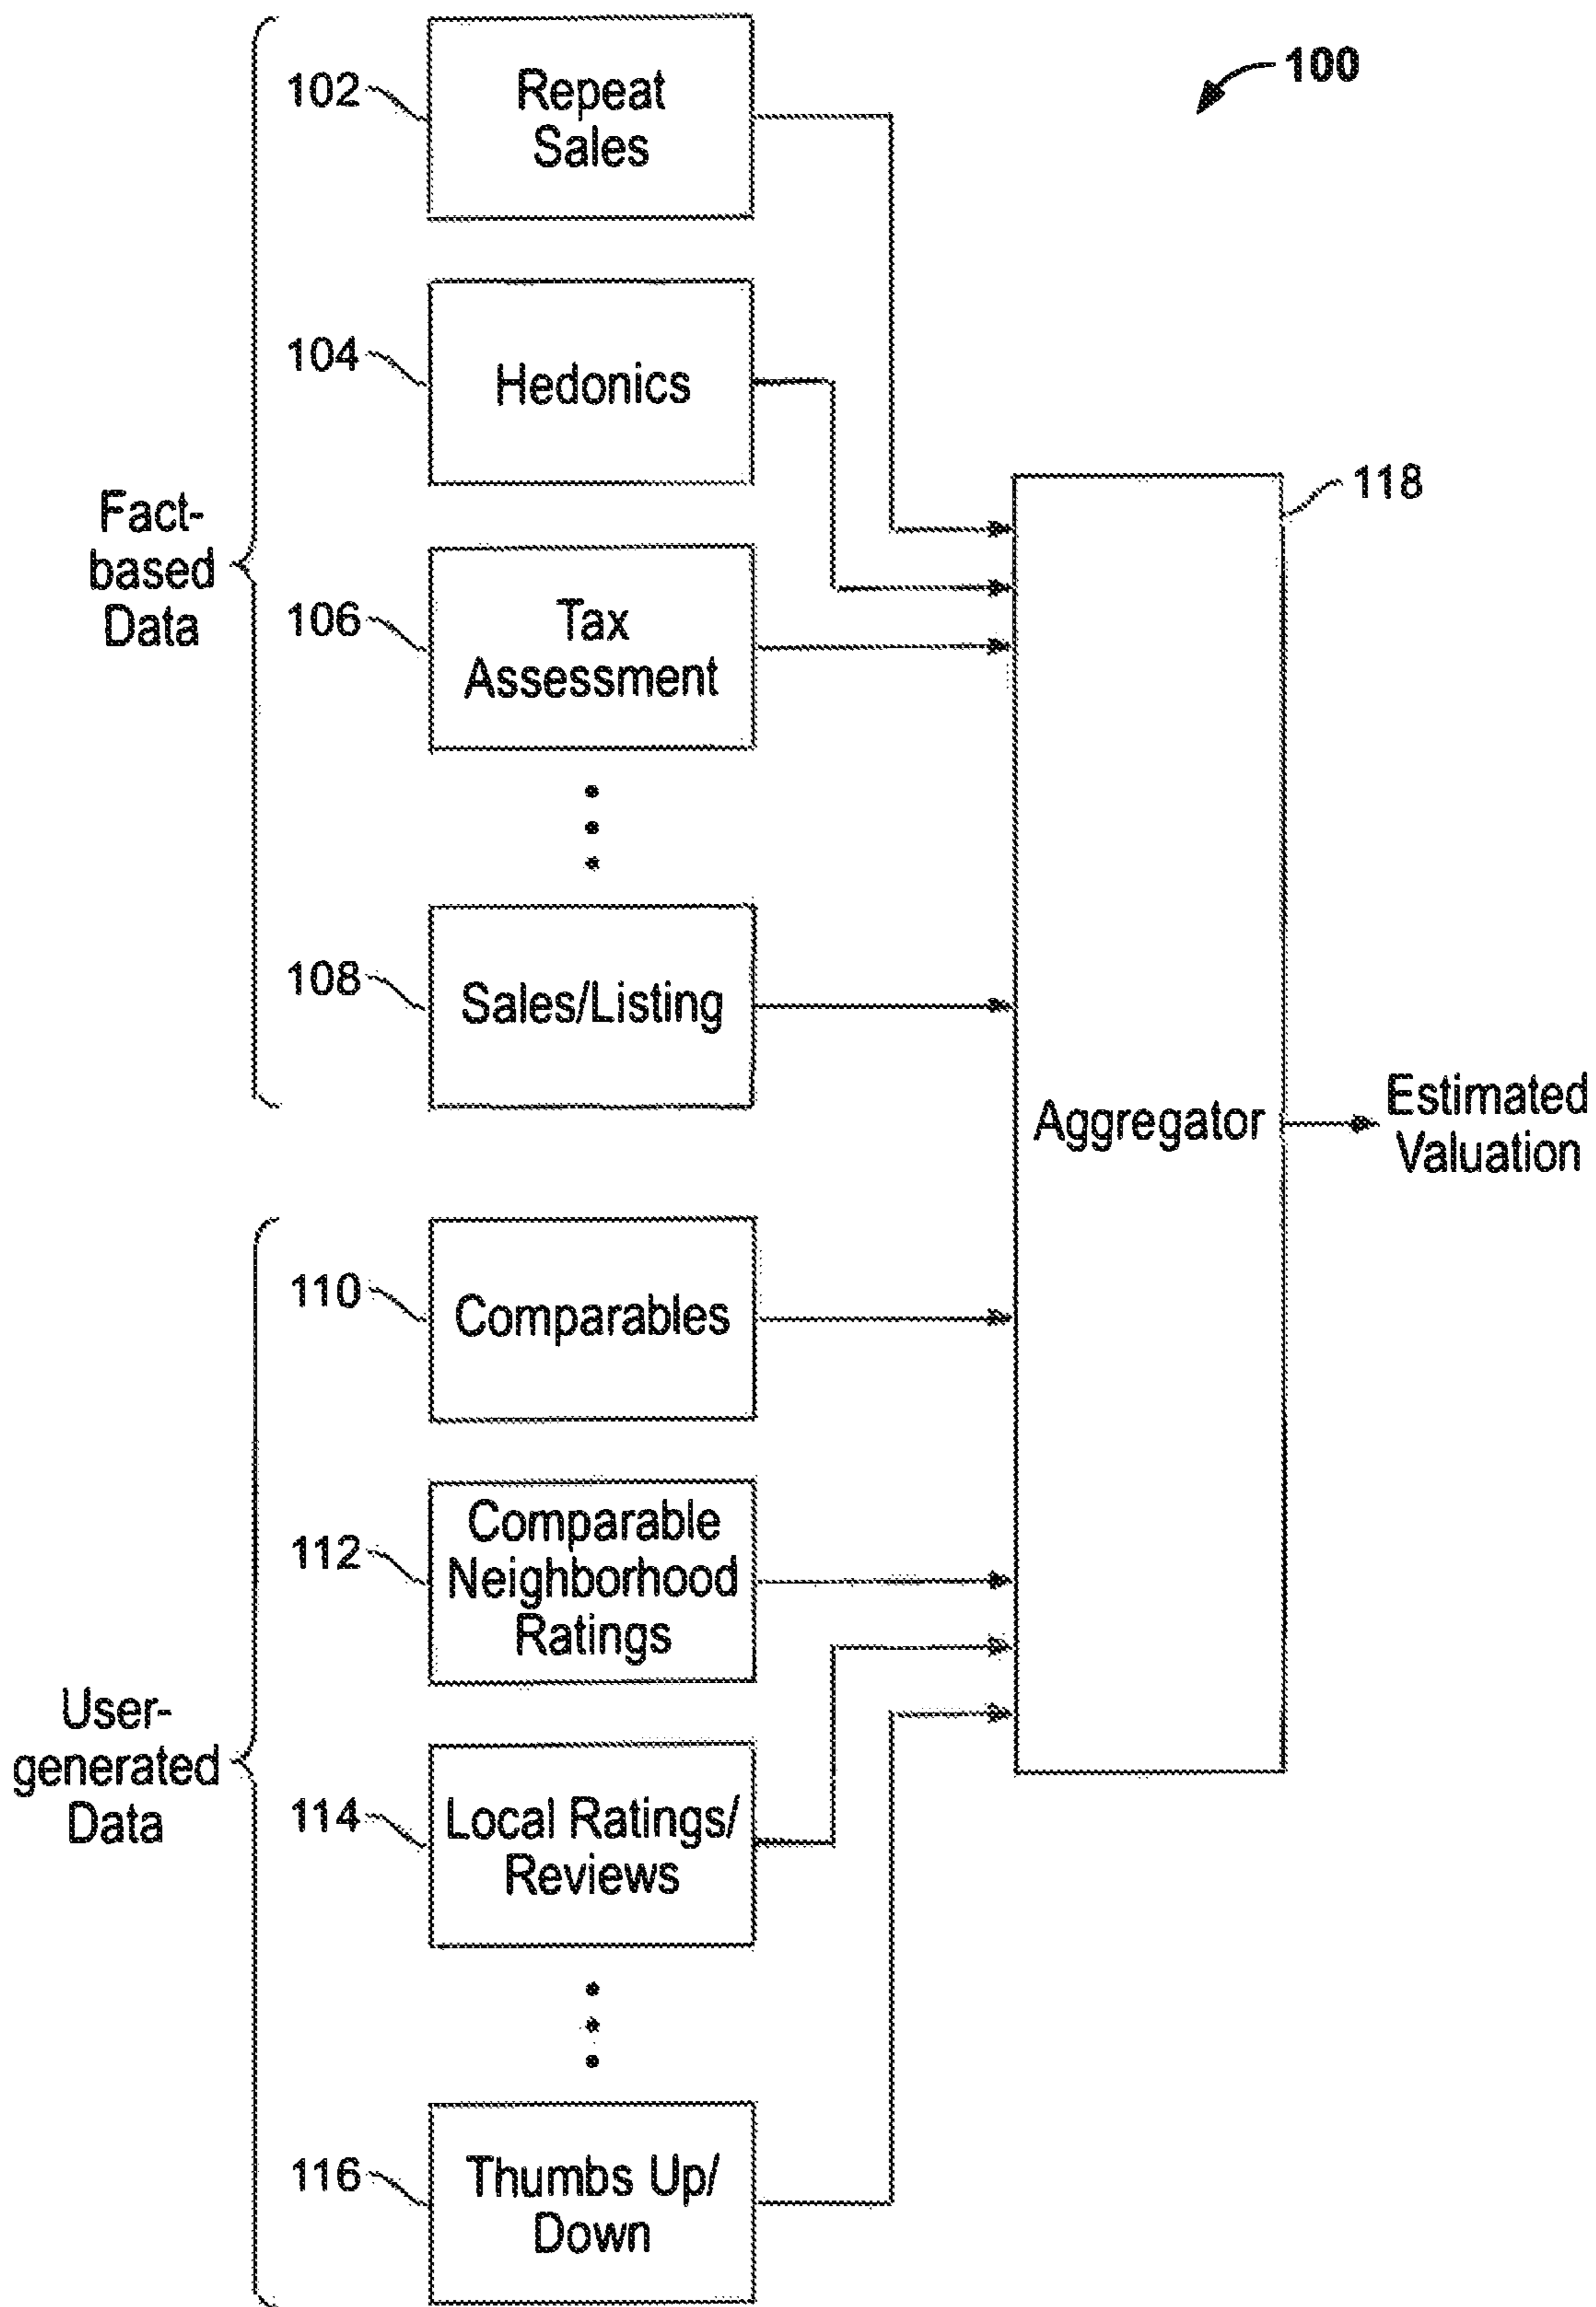 100
102
Repeat
Sales
104
Hedonics
118
Fact-
based
Data
106
Tax
Assessment
108
Sales/Listing
Aggregator
Estimated
Valuation
110
Comparables
112
Comparable
Neighborhood
Ratings
User-
generated
Data
114
Local Ratings/
Reviews
116
Thumbs Up/
Down